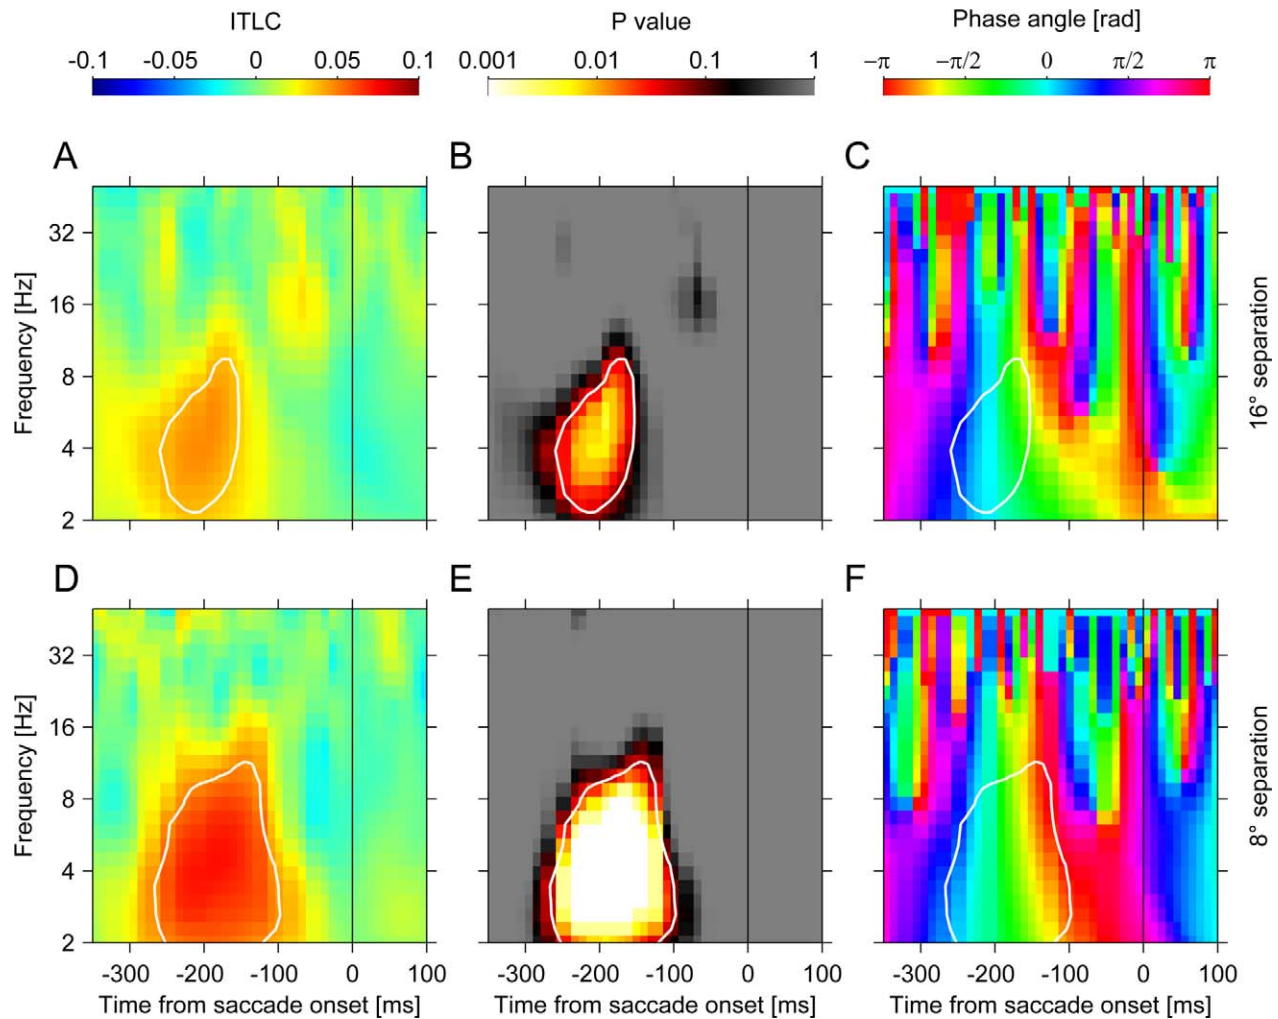 ITLC P value Phase angle [rad]
-0.1 -0.05 0 0.05 0.1 0.001 0.01 0.1 1 −π −π/2 0 π/2 π
A B C
32
16
8
4
2
Frequency [Hz]
16° separation
D E F
32
16
8
4
2
Frequency [Hz]
8° separation
-300 -200 -100 0 100 -300 -200 -100 0 100 -300 -200 -100 0 100
Time from saccade onset [ms] Time from saccade onset [ms] Time from saccade onset [ms]